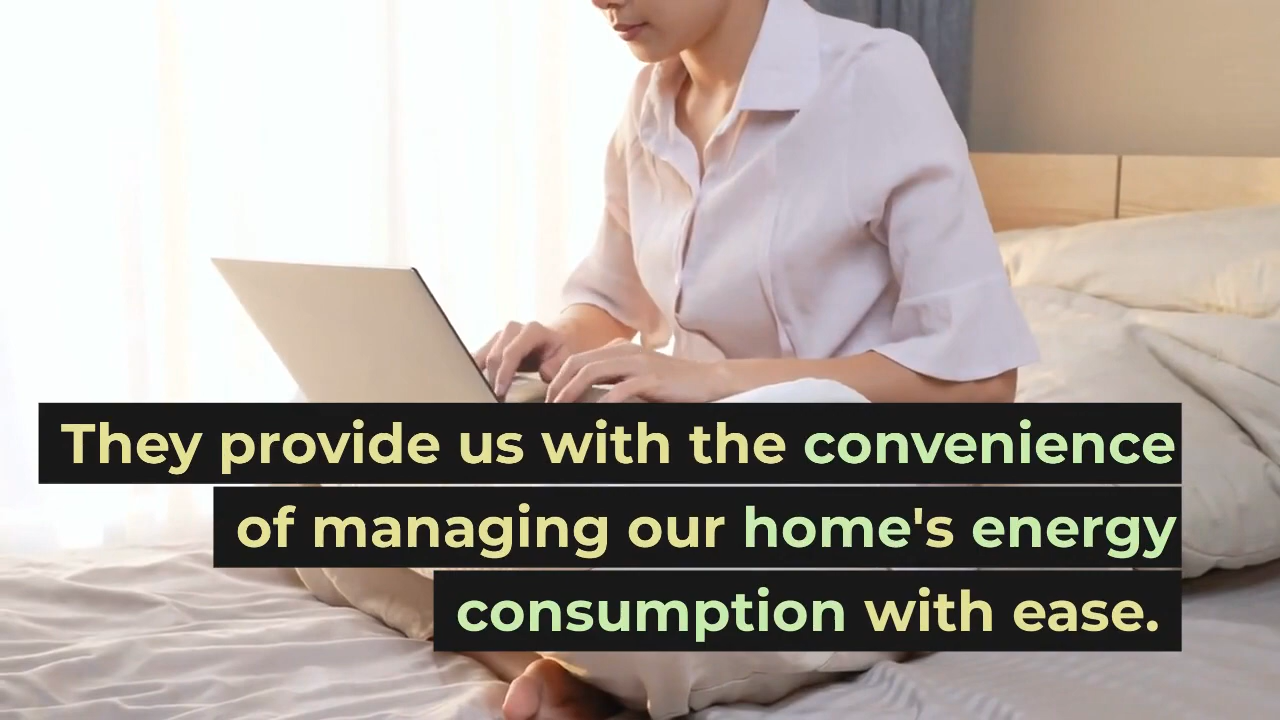 They provide us with the convenience
of managing our home's energy
consumption with ease.